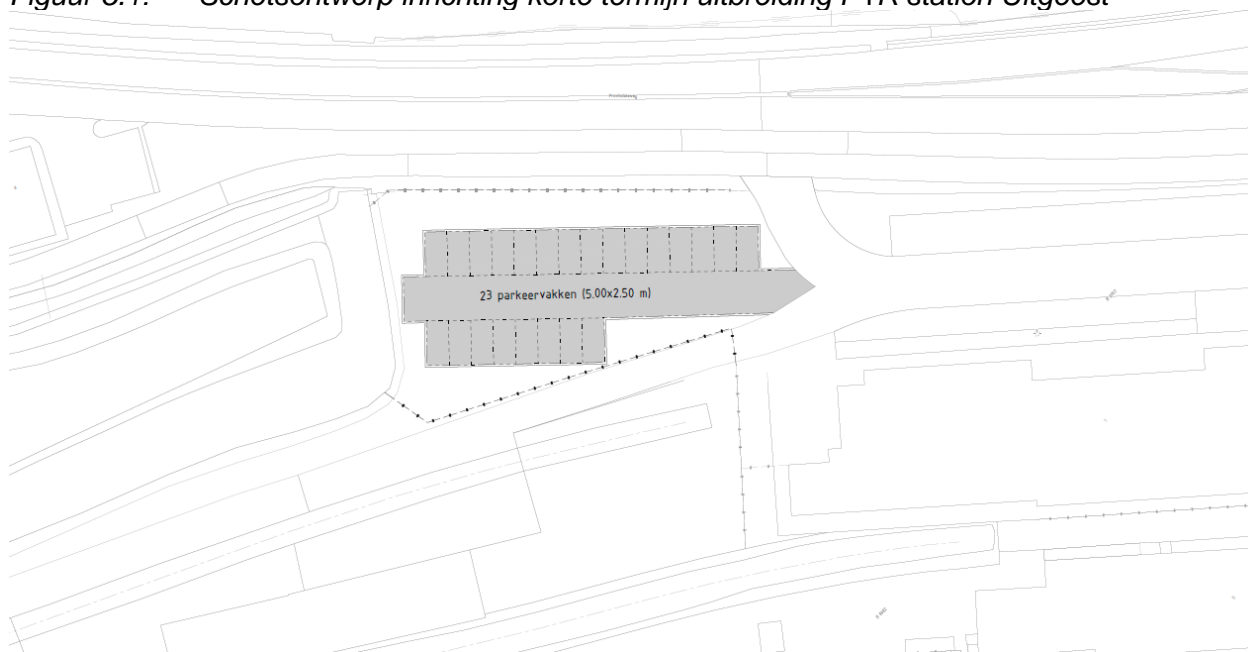 Schetsontwerp inrichting korte termijn uitbreiding P+R station Uitgeest
23 parkeervakken (5.00x2.50 m)